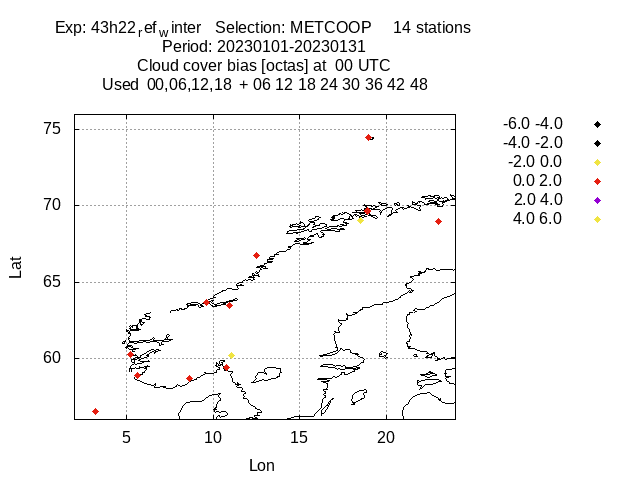 Exp: 43h22ref winter   Selection: METCOOP     14 stations
Period: 20230101-20230131
Cloud cover bias [octas] at  00 UTC
Used  00,06,12,18  + 06 12 18 24 30 36 42 48
-6.0 -4.0
-4.0 -2.0
-2.0 0.0
0.0 2.0
2.0 4.0
4.0 6.0
75
70
65
60
Lat
5 10 15 20
Lon